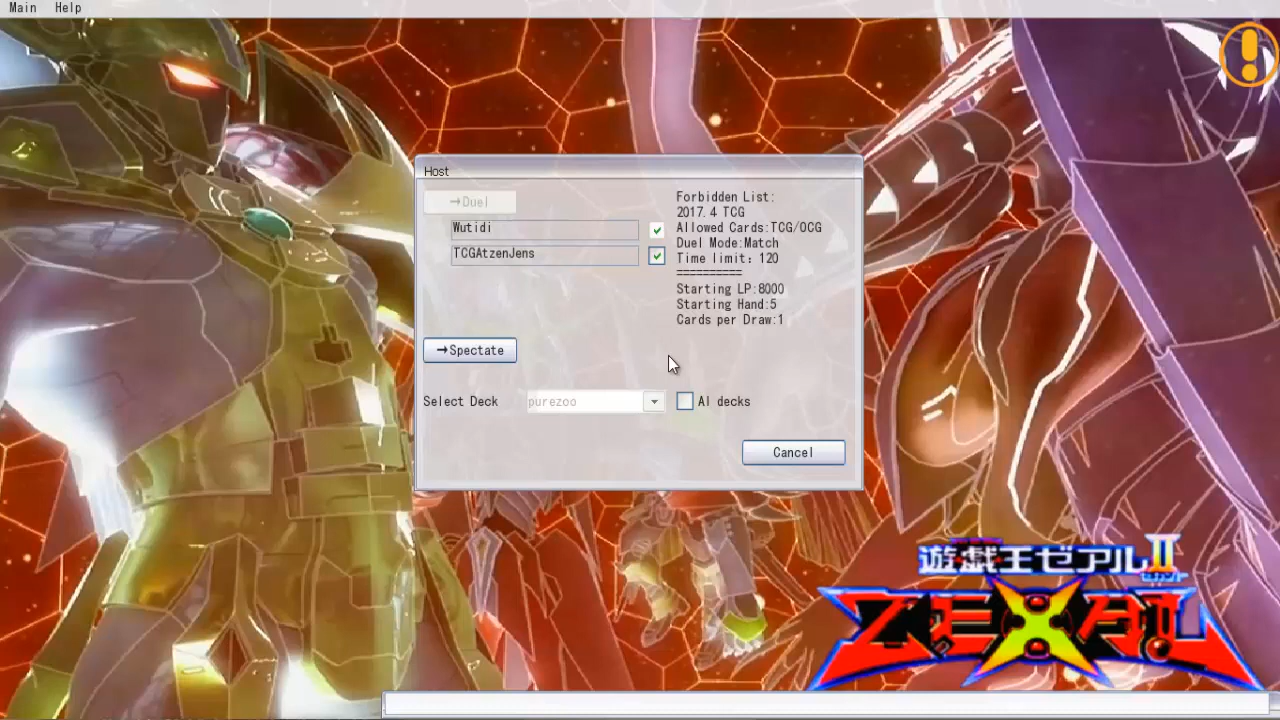 Main Help
Host
→Duel
Wutidi
TCGAtzenJens
Forbidden List:
2017.4 TCG
Allowed Cards:TCG/OCG
Duel Mode:Match
Time limit: 120
==========
Starting LP:8000
Starting Hand:5
Cards per Draw:1
→Spectate
Select Deck purezoo AI decks
Cancel
遊戯王ゼアルII
セカンド
ZEXAL